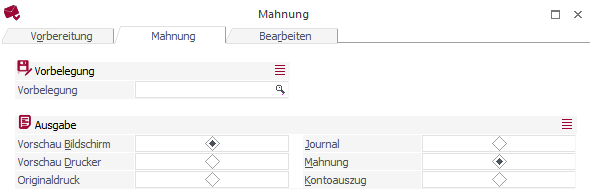 Mahnung
Vorbereitung Mahnung Bearbeiten
Vorbelegung
Vorbelegung
Ausgabe
Vorschau Bildschirm Journal
Vorschau Drucker Mahnung
Originaldruck Kontoauszug